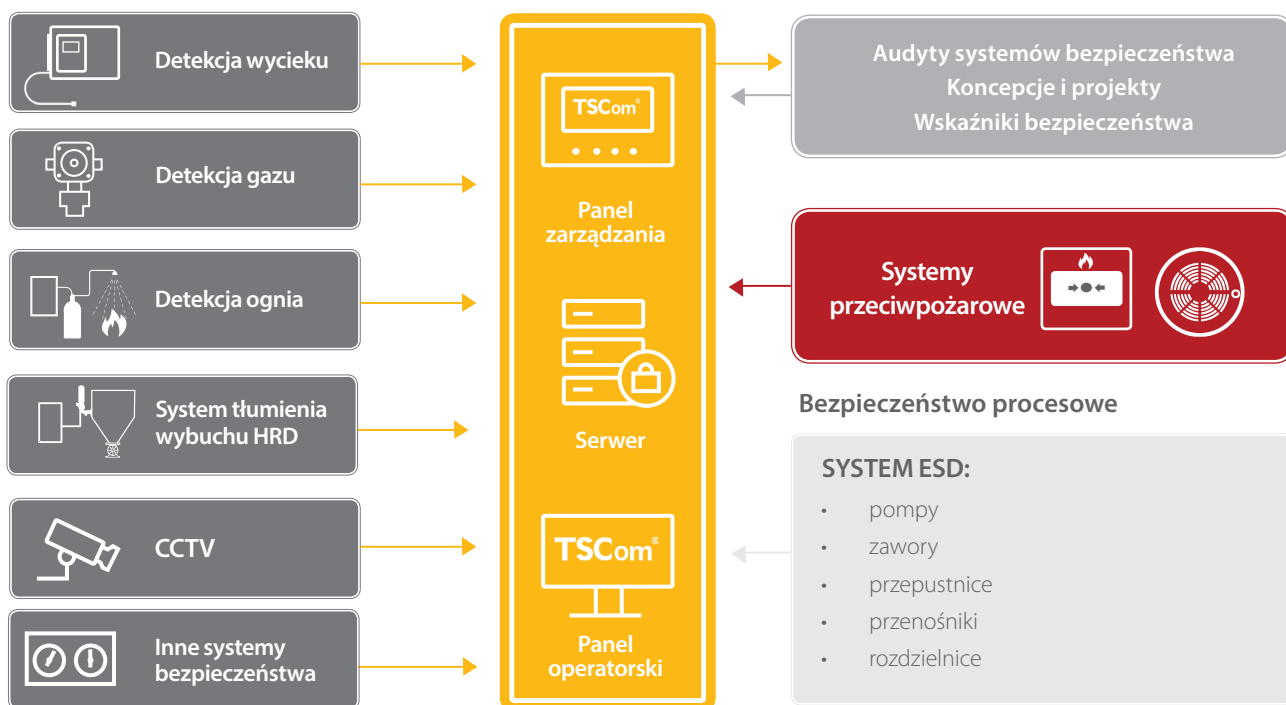 Detekcja wycieku
Detekcja gazu
Detekcja ognia
System tłumienia
wybuchu HRD
CCTV
Inne systemy
bezpieczeństwa
TSCom®
Panel
zarządzania
Serwer
TSCom®
Panel
operatorski
Audyty systemów bezpieczeństwa
Koncepcje i projekty
Wskaźniki bezpieczeństwa
Systemy
przeciwpożarowe
Bezpieczeństwo procesowe
SYSTEM ESD:
• pompy
• zawory
• przepustnice
• przenośniki
• rozdzielnice